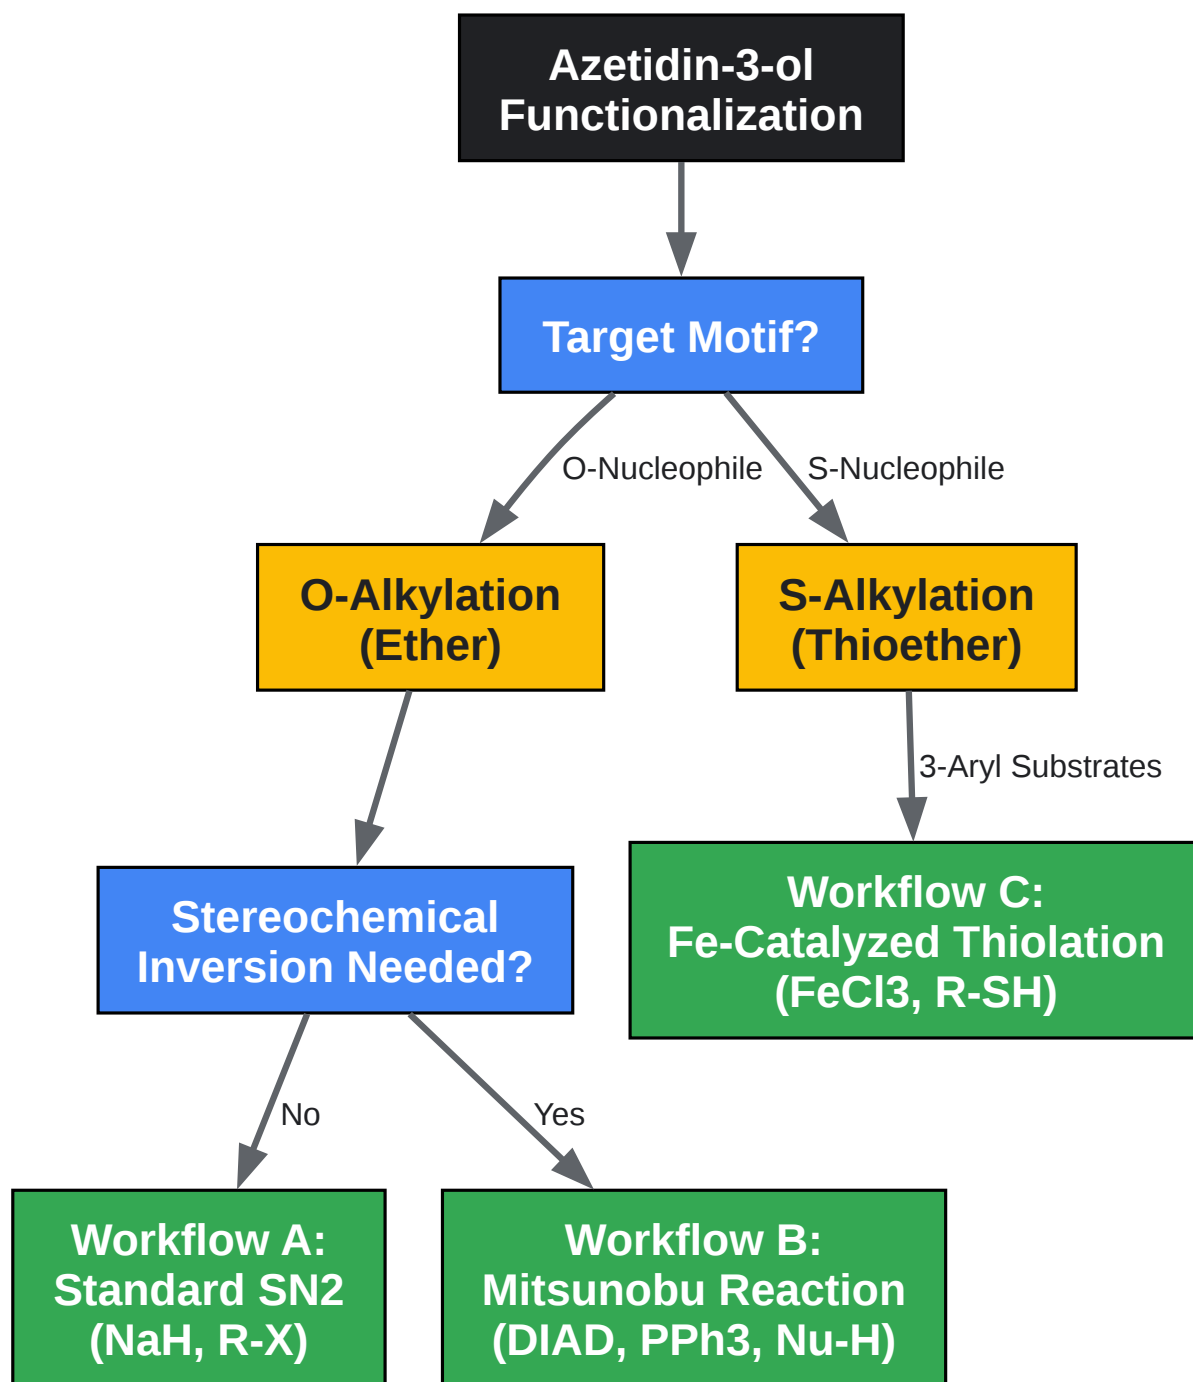 Azetidin-3-ol
Functionalization
Target Motif?
O-Nucleophile
S-Nucleophile
O-Alkylation
(Ether)
S-Alkylation
(Thioether)
3-Aryl Substrates
Stereochemical
Inversion Needed?
Workflow C:
Fe-Catalyzed Thiolation
(FeCl3, R-SH)
No
Yes
Workflow A:
Standard SN2
(NaH, R-X)
Workflow B:
Mitsunobu Reaction
(DIAD, PPh3, Nu-H)